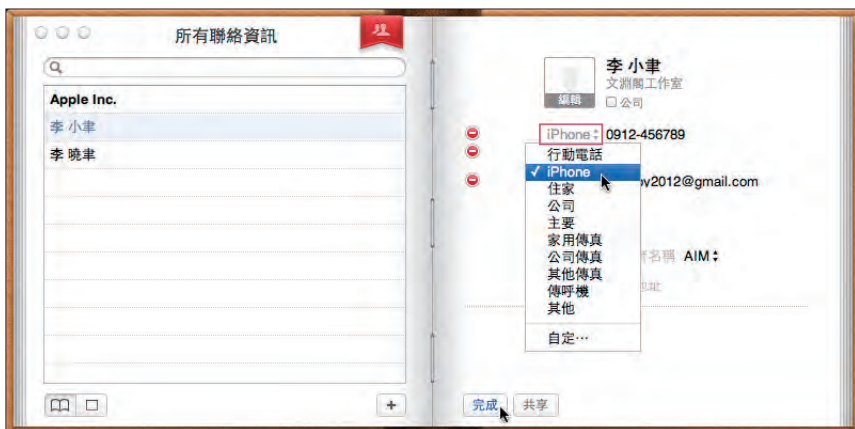 所有聯絡資訊
Apple Inc.
李 小聿
李 曉聿
李 小聿
文淵閣工作室
編輯
公司
iPhone 0912-456789
行動電話
✓ iPhone
v2012@gmail.com
住家
公司
主要
家用傳真
公司傳真
名稱 AIM
其他傳真
傳呼機
其他
自定…
+
完成
共享